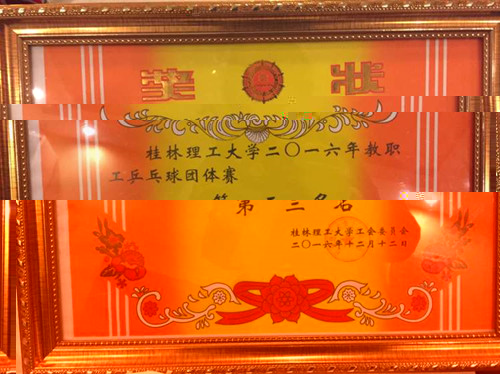 奖 状
桂林理工大学二〇一六年教职
工乒乓球团体赛
第 名
桂林理工大学工会委员会
二〇一六年十二月十二日